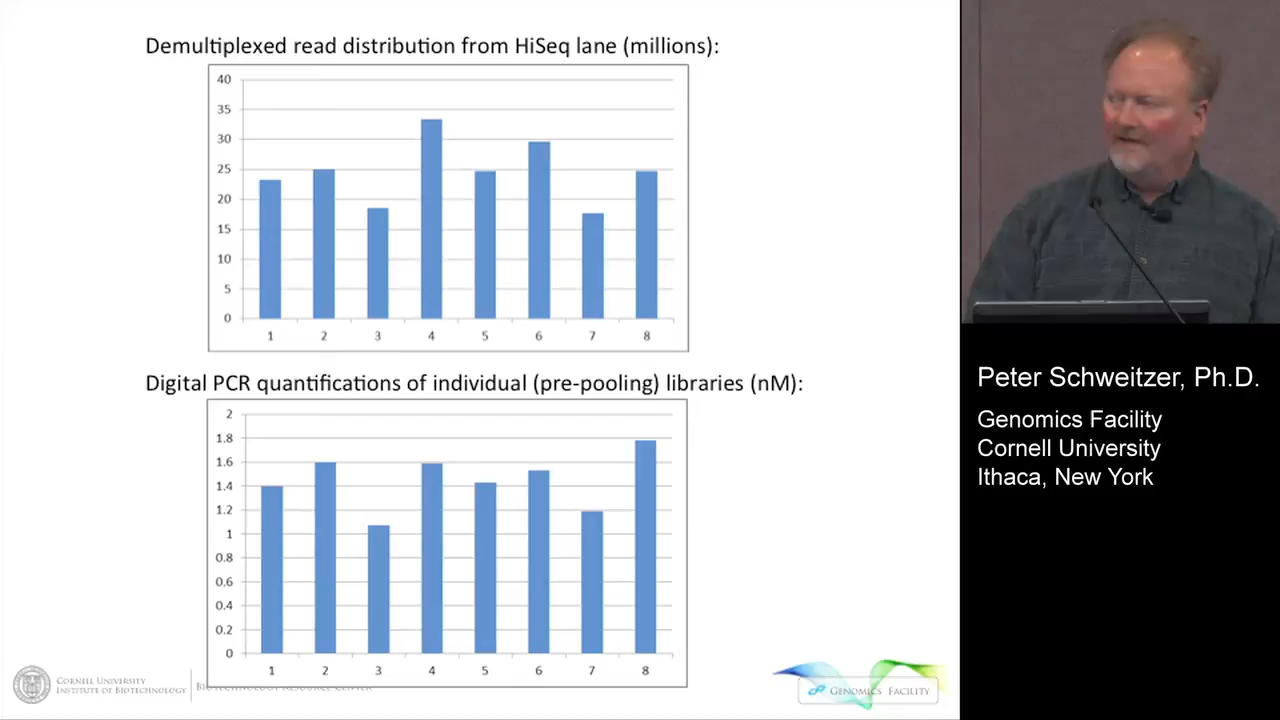 Demultiplexed read distribution from HiSeq lane (millions):
40
35
30
25
20
15
10
5
0
1 2 3 4 5 6 7 8
Digital PCR quantifications of individual (pre-pooling) libraries (nM):
2
1.8
1.6
1.4
1.2
1
0.8
0.6
0.4
0.2
0
1 2 3 4 5 6 7 8
CORNELL UNIVERSITY
INSTITUTE OF BIOTECHNOLOGY
BIOTECHNOLOGY RESOURCE CENTER
GENOMICS FACILITY
Peter Schweitzer, Ph.D.
Genomics Facility
Cornell University
Ithaca, New York